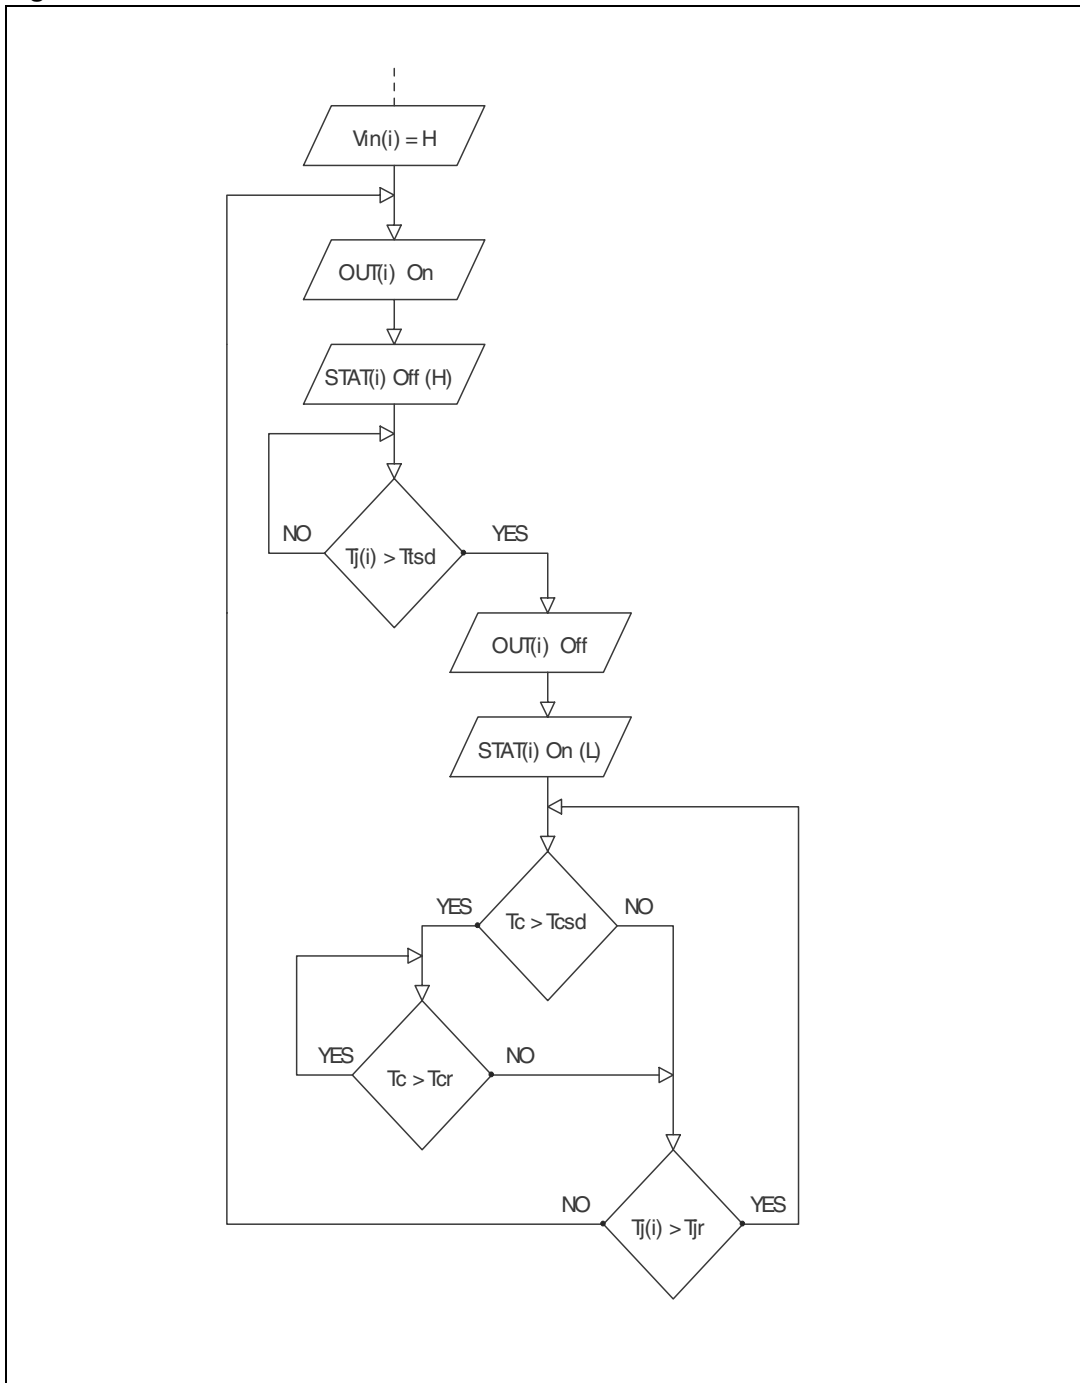 Vin(i) = H
OUT(i) On
STAT(i) Off (H)
NO
YES
Tj(i) > Ttsd
OUT(i) Off
STAT(i) On (L)
YES
NO
Tc > Tcsd
YES
NO
Tc > Tcr
NO
YES
Tj(i) > Tjr